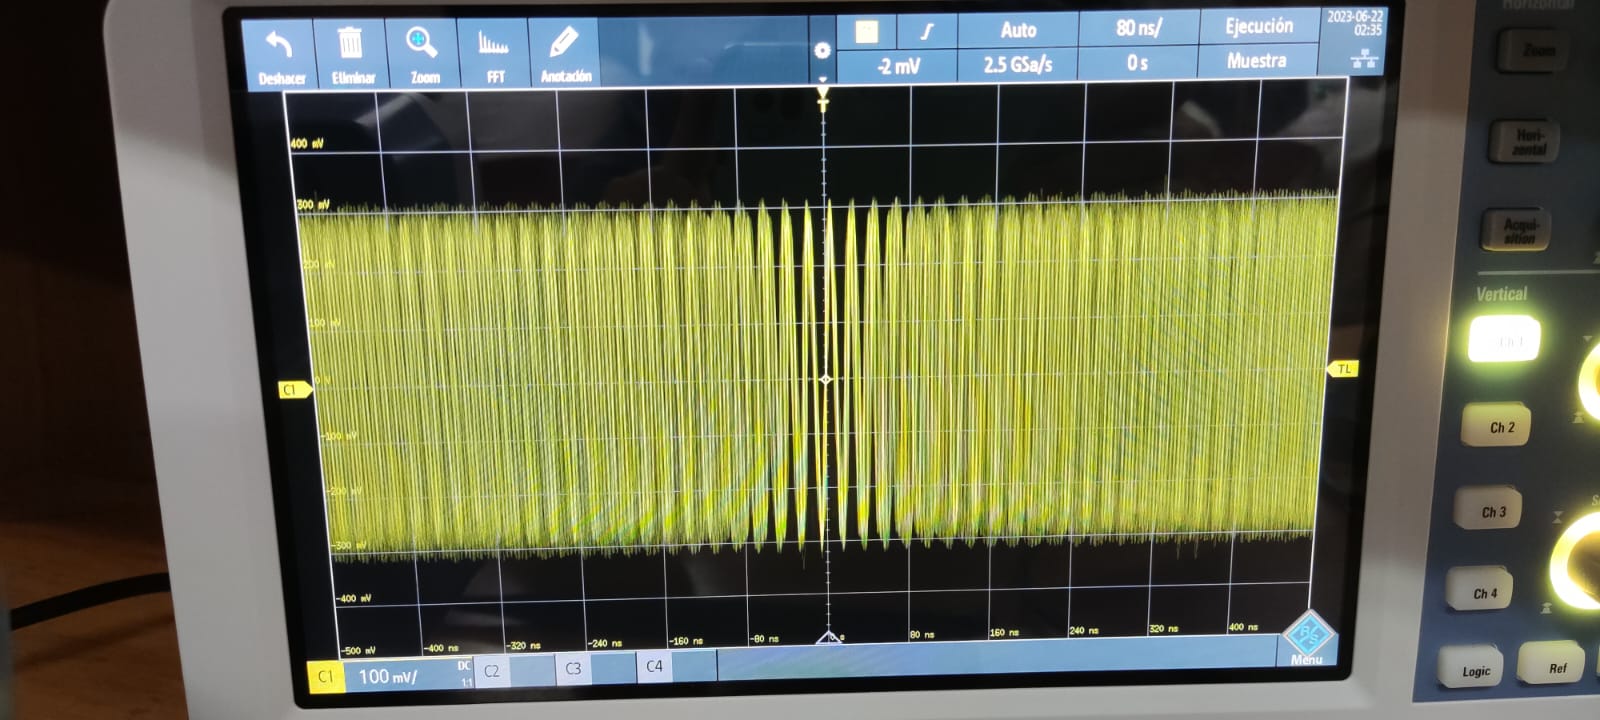 Horizontal
2023-06-22
02:35
Auto
80 ns/
Ejecución
-2 mV
2.5 GSa/s
0 s
Muestra
Deshacer
Eliminar
Zoom
FFT
Anotación
Zoom
T
400 mV
Hori-
zontal
300 mV
Acqui-
sition
200 mV
Vertical
100 mV
Ch 1
C1
0 V
TL
-100 mV
Ch 2
-200 mV
Ch 3
-300 mV
-400 mV
Ch 4
-500 mV
-400 ns
-320 ns
-240 ns
-160 ns
-80 ns
80 ns
160 ns
240 ns
320 ns
400 ns
R/S
Menu
C1
100 mV/
DC
1:1
C2
C3
C4
Logic
Ref